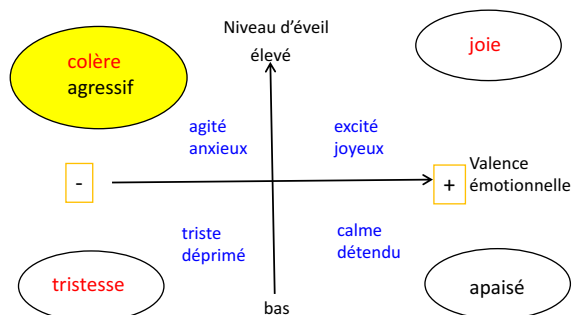 Niveau d'éveil
élevé
colère
agressif
joie
agité
anxieux
excité
joyeux
-
+
Valence
émotionnelle
triste
déprimé
calme
détendu
tristesse
apaisé
bas